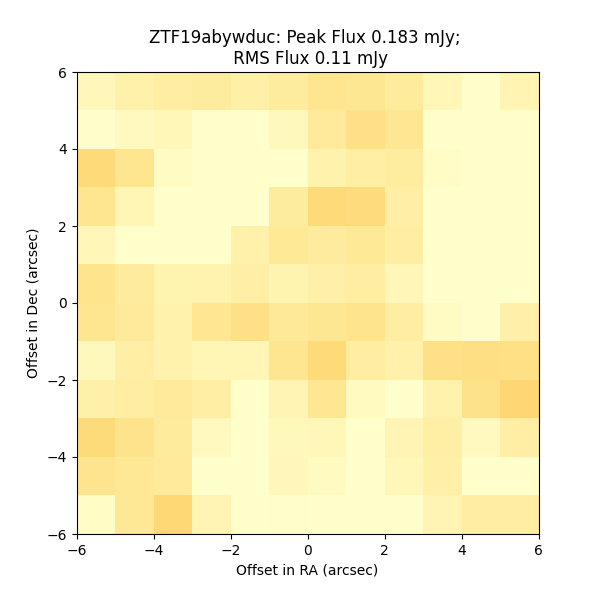 ZTF19abywduc: Peak Flux 0.183 mJy;
RMS Flux 0.11 mJy
6
4
2
0
−2
−4
−6
Offset in Dec (arcsec)
−6 −4 −2 0 2 4 6
Offset in RA (arcsec)